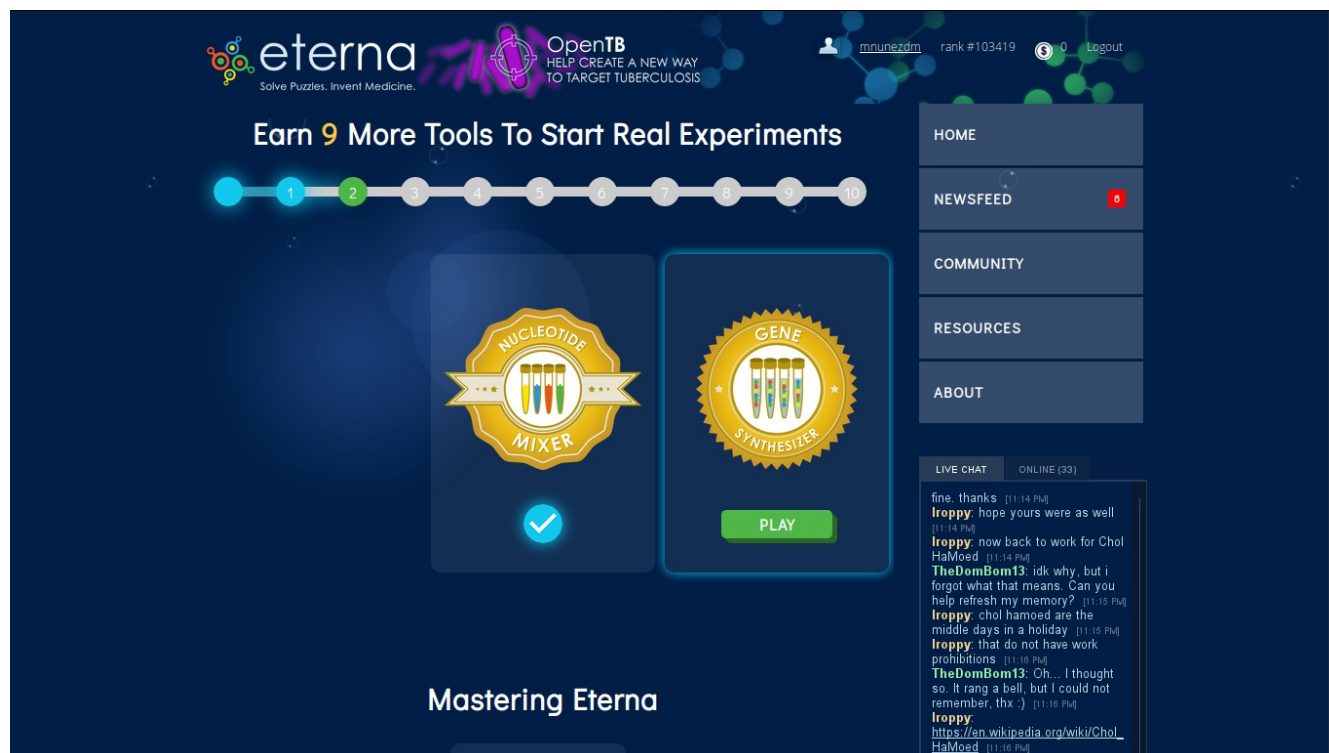 eterna
Solve Puzzles. Invent Medicine.
OpenTB
HELP CREATE A NEW WAY
TO TARGET TUBERCULOSIS
mnunezdm rank #103419 $ 0 Logout
Earn 9 More Tools To Start Real Experiments
1 2 3 4 5 6 7 8 9 10
NUCLEOTIDE
MIXER
GENE
SYNTHESIZER
PLAY
Mastering Eterna
HOME
NEWSFEED 8
COMMUNITY
RESOURCES
ABOUT
LIVE CHAT ONLINE (33)
fine. thanks [11:14 PM]
Iroppy: hope yours were as well
[11:14 PM]
Iroppy: now back to work for Chol
HaMoed [11:14 PM]
TheDomBom13: idk why, but i
forgot what that means. Can you
help refresh my memory? [11:15 PM]
Iroppy: chol hamoed are the
middle days in a holiday [11:15 PM]
Iroppy: that do not have work
prohibitions [11:16 PM]
TheDomBom13: Oh... I thought
so. It rang a bell, but I could not
remember, thx :) [11:16 PM]
Iroppy:
https://en.wikipedia.org/wiki/Chol_
HaMoed [11:16 PM]